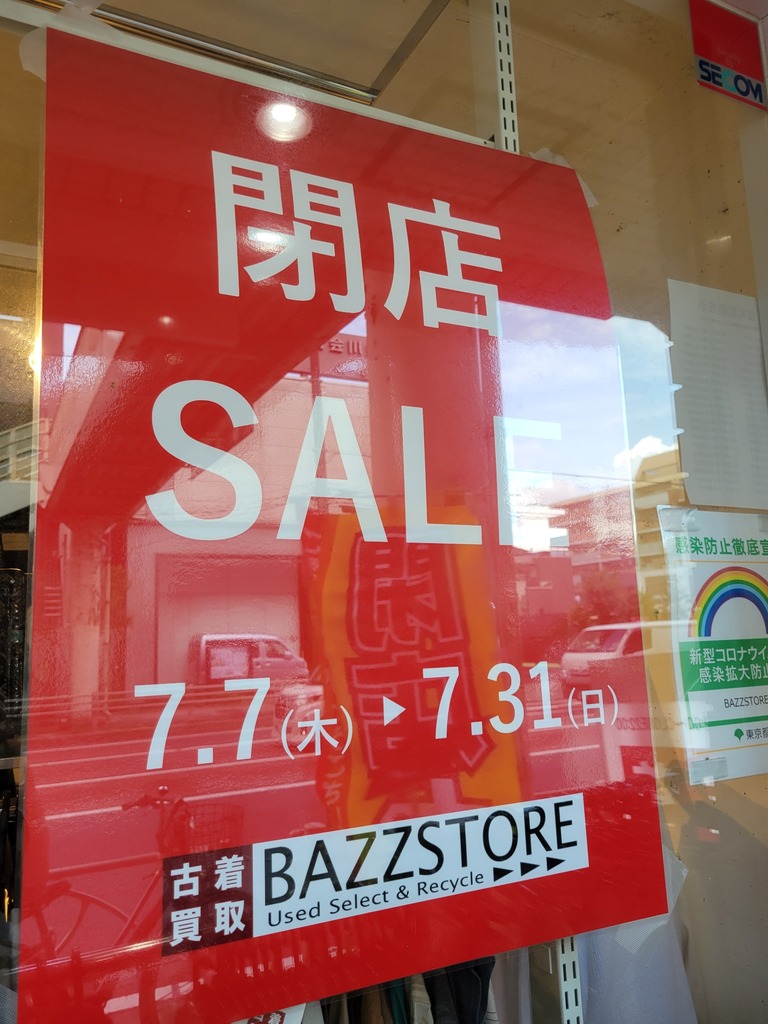 SECOM
閉店
SALE
7.7(木)▶7.31(日)
古着
買取
BAZZSTORE
Used Select & Recycle ▶▶▶
感染防止徹底宣
新型コロナウイ
感染拡大防止
BAZZSTORE
東京都
閉店